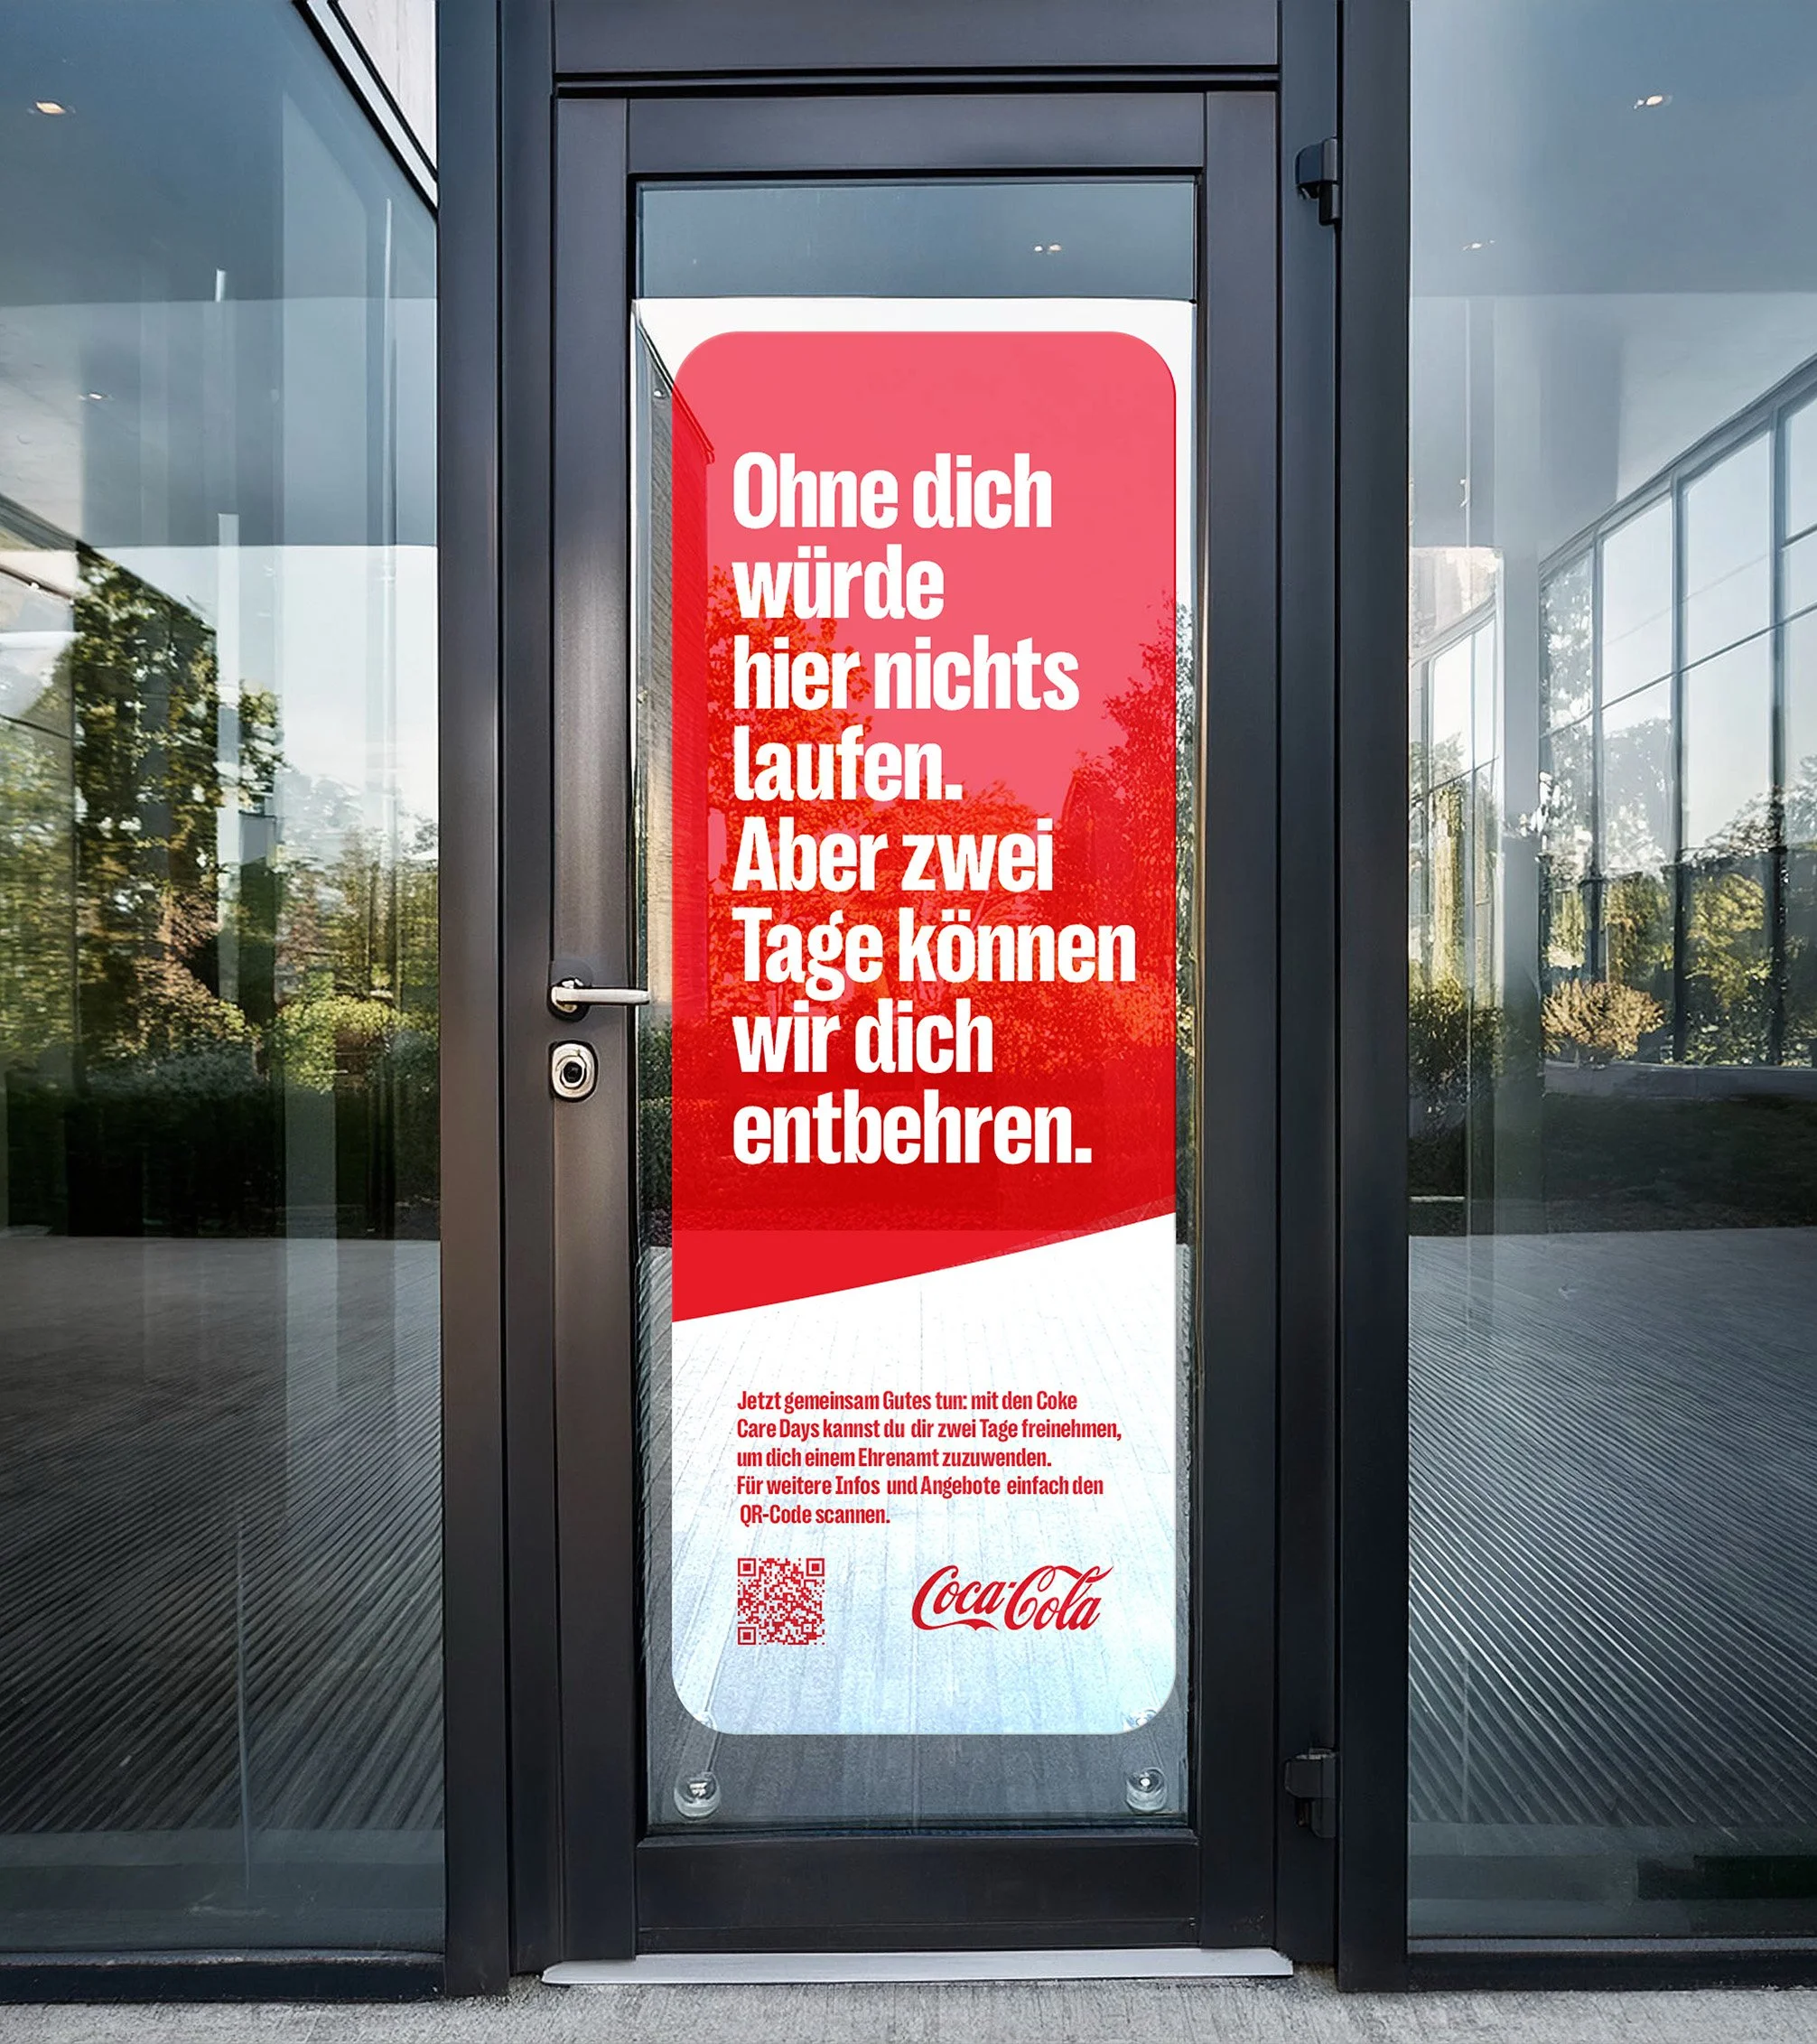 Ohne dich
würde
hier nichts
laufen.
Aber zwei
Tage können
wir dich
entbehren.
Jetzt gemeinsam Gutes tun: mit den Coke
Care Days kannst du dir zwei Tage freinehmen,
um dich einem Ehrenamt zuzuwenden.
Für weitere Infos und Angebote einfach den
QR-Code scannen.
Coca-Cola